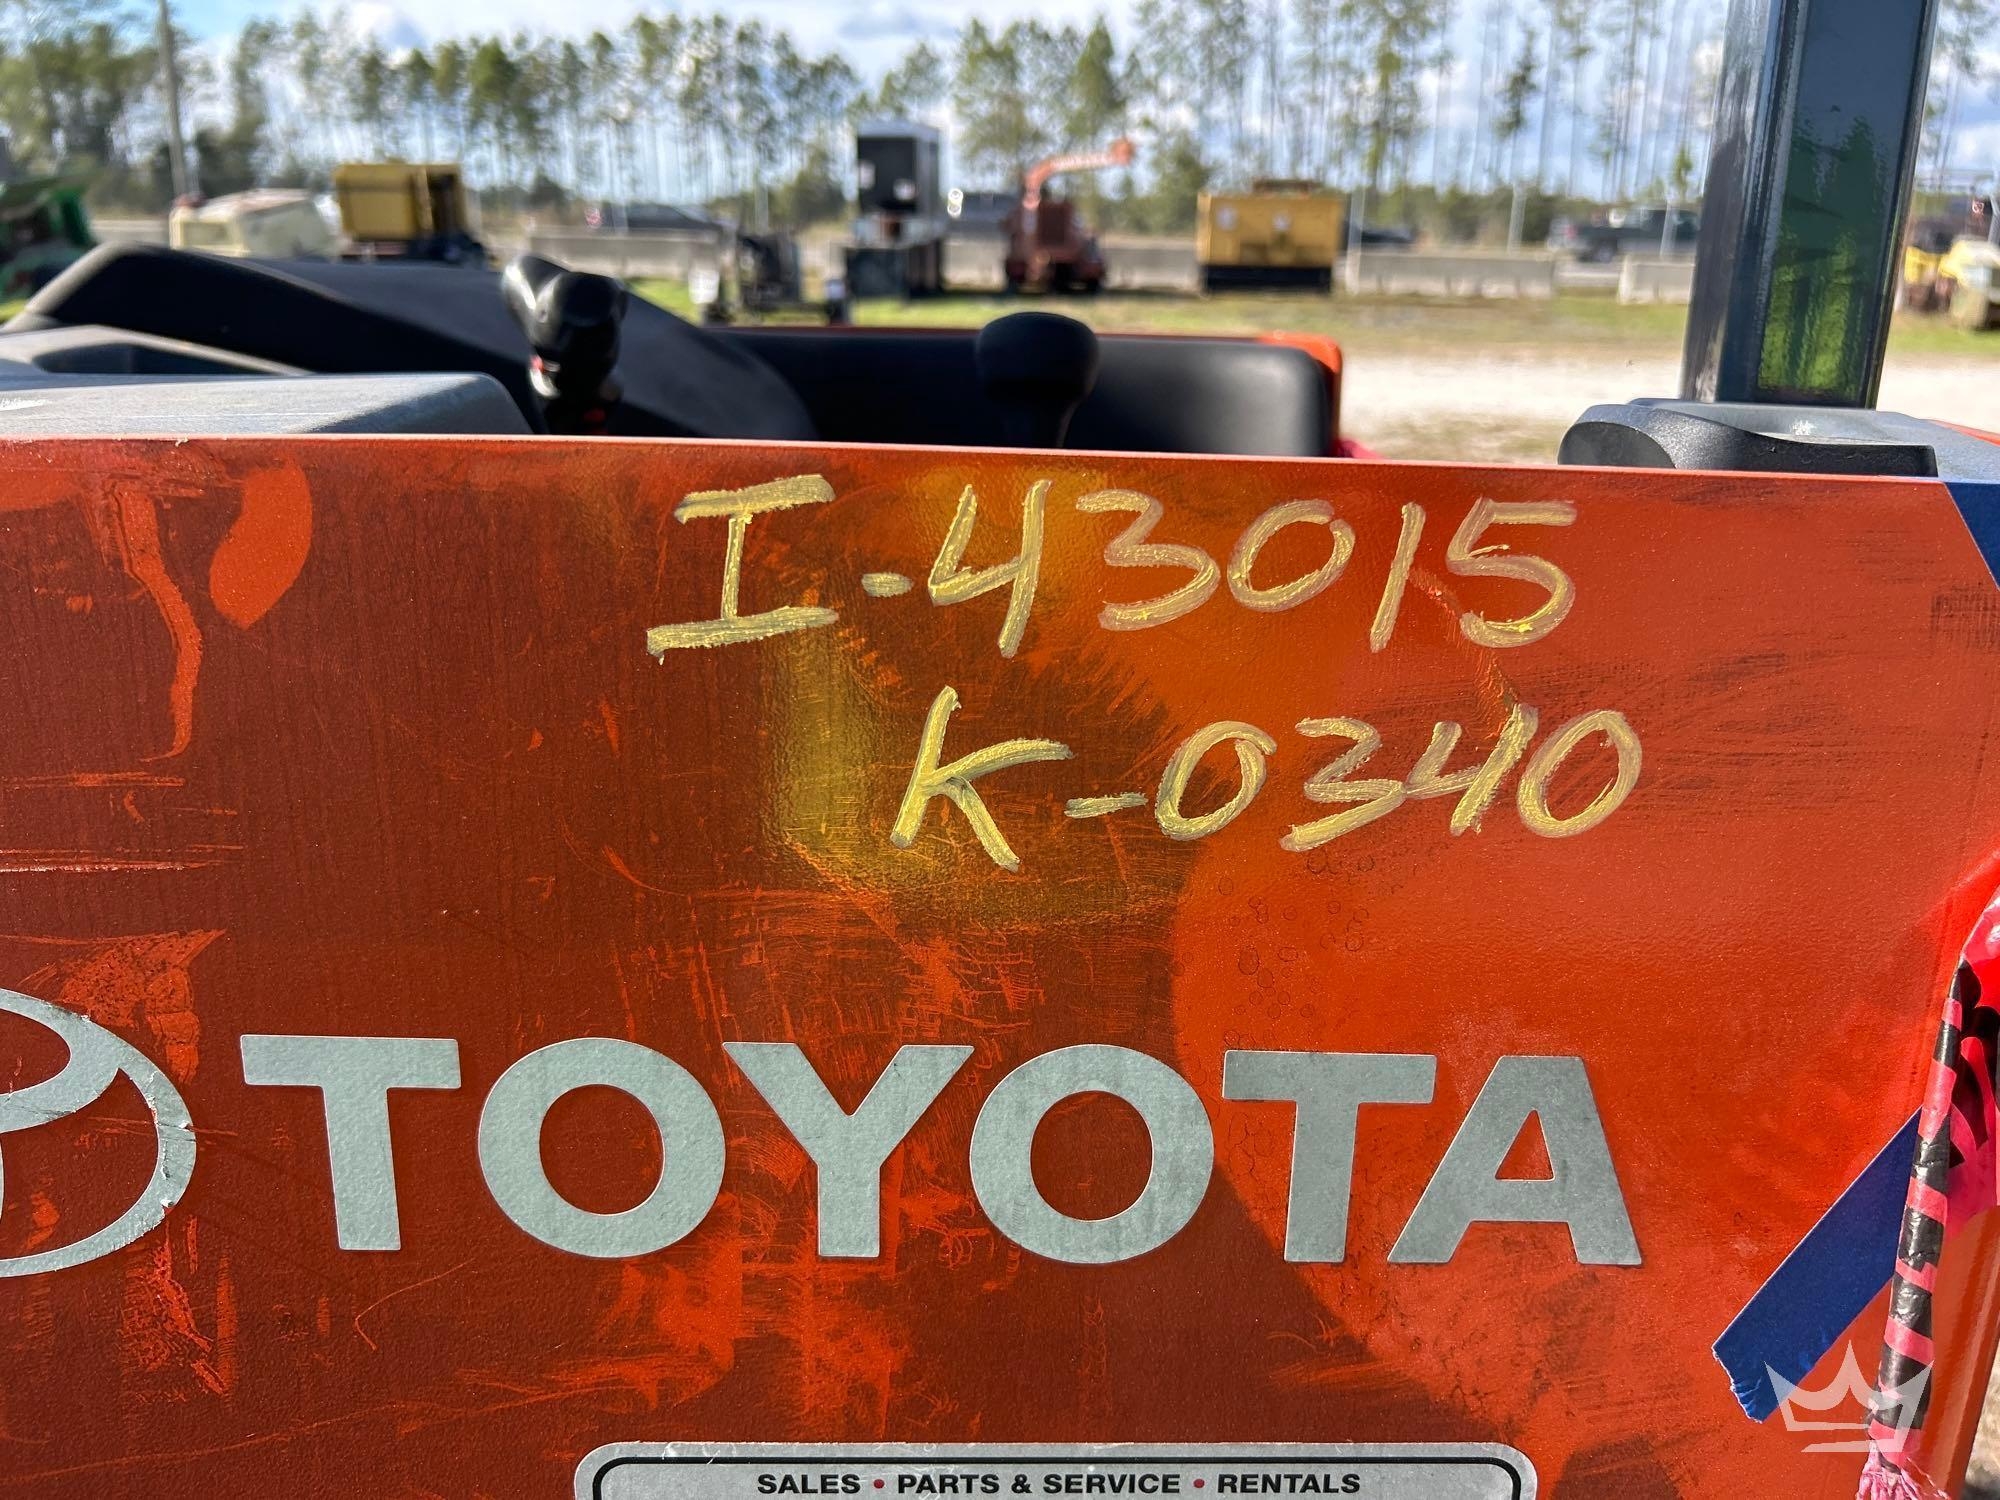 I-43015
K-0340
TOYOTA
SALES • PARTS & SERVICE • RENTALS